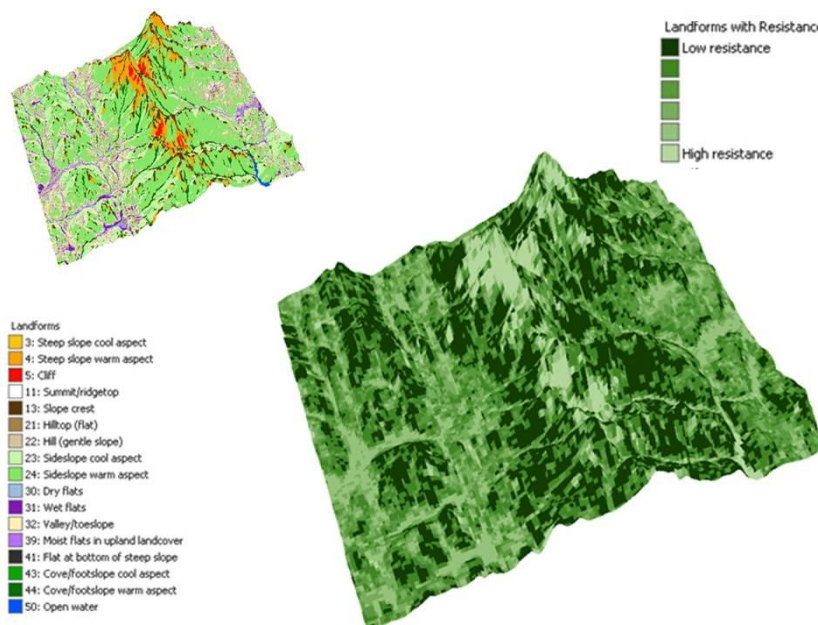 Landforms with Resistance
Low resistance
High resistance
Landforms
3: Steep slope cool aspect
4: Steep slope warm aspect
5: Cliff
11: Summit/ridgetop
13: Slope crest
21: Hilltop (flat)
22: Hill (gentle slope)
23: Sideslope cool aspect
24: Sideslope warm aspect
30: Dry flats
31: Wet flats
32: Valley/toeslope
39: Moist flats in upland landcover
41: Flat at bottom of steep slope
43: Cove/footslope cool aspect
44: Cove/footslope warm aspect
50: Open water